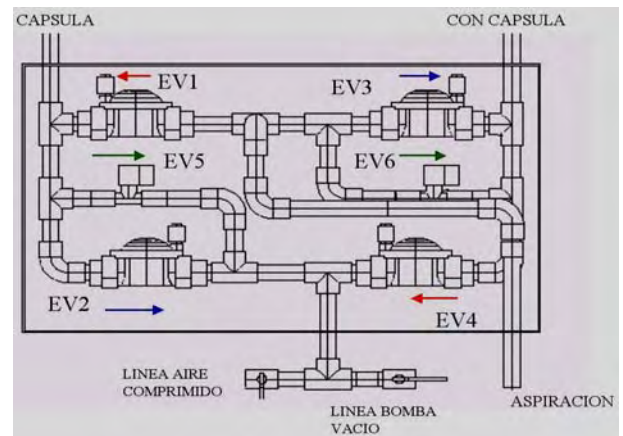 CAPSULA
CON CAPSULA
EV1
EV3
EV5
EV6
EV2
EV4
LINEA AIRE
COMPRIMIDO
LINEA BOMBA
VACIO
ASPIRACION